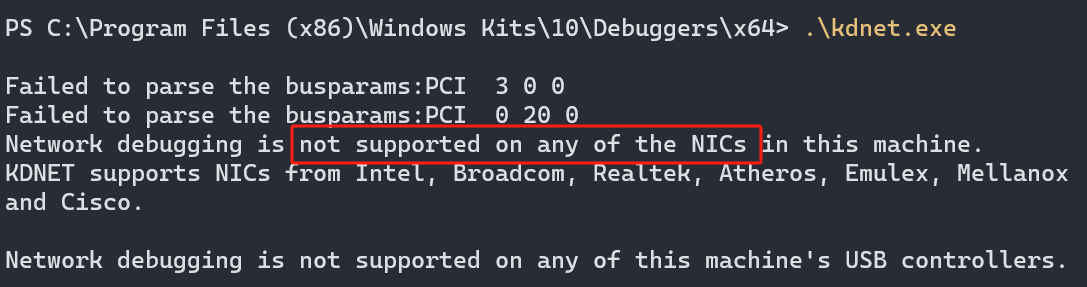 PS C:\Program Files (x86)\Windows Kits\10\Debuggers\x64> .\kdnet.exe
Failed to parse the busparams:PCI  3 0 0
Failed to parse the busparams:PCI  0 20 0
Network debugging is not supported on any of the NICs in this machine.
KDNET supports NICs from Intel, Broadcom, Realtek, Atheros, Emulex, Mellanox
and Cisco.
Network debugging is not supported on any of this machine's USB controllers.